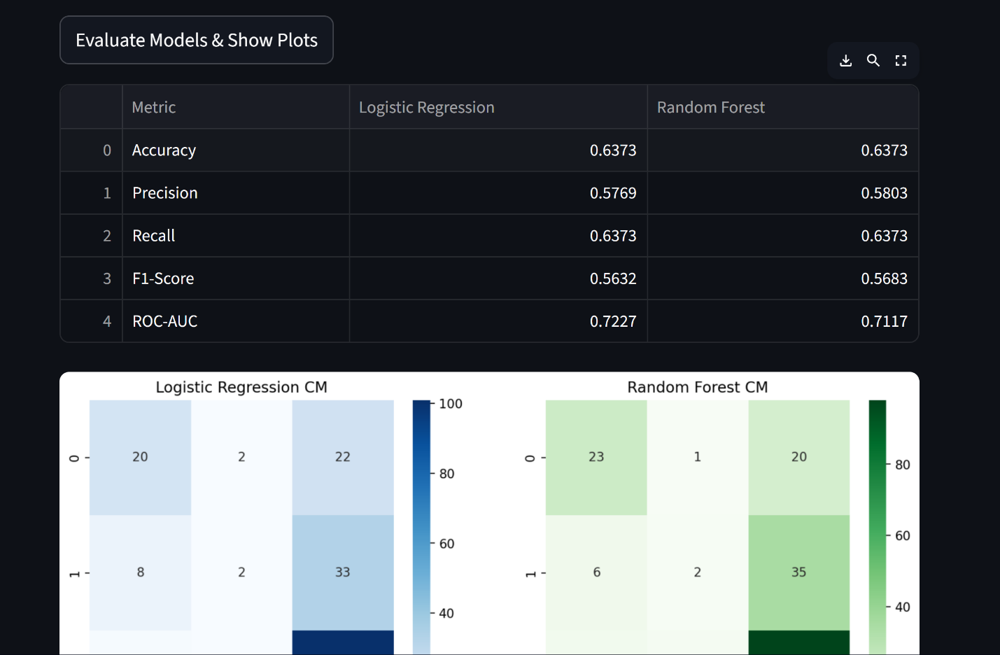 Evaluate Models & Show Plots
Metric Logistic Regression Random Forest
0 Accuracy 0.6373 0.6373
1 Precision 0.5769 0.5803
2 Recall 0.6373 0.6373
3 F1-Score 0.5632 0.5683
4 ROC-AUC 0.7227 0.7117
Logistic Regression CM
100
0 20 2 22
80
60
1 8 2 33
40
Random Forest CM
0 23 1 20
80
60
1 6 2 35
40